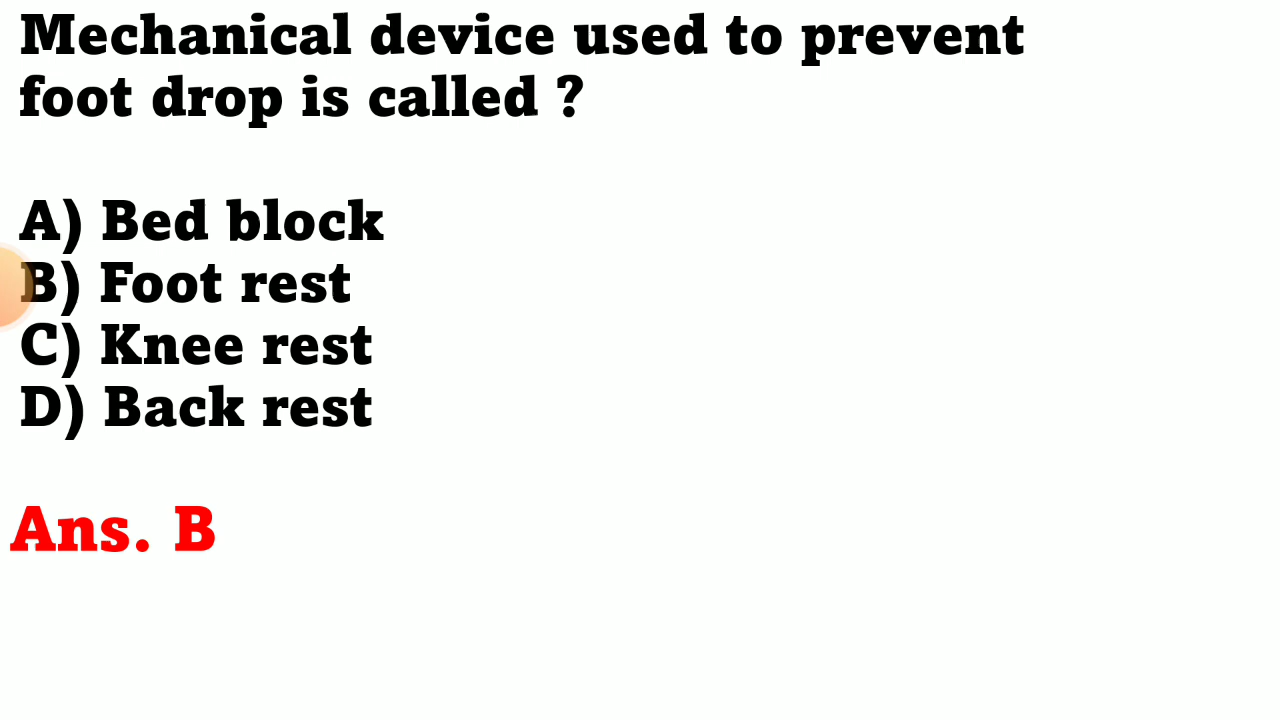 Mechanical device used to prevent
foot drop is called ?
A) Bed block
B) Foot rest
C) Knee rest
D) Back rest
Ans. B